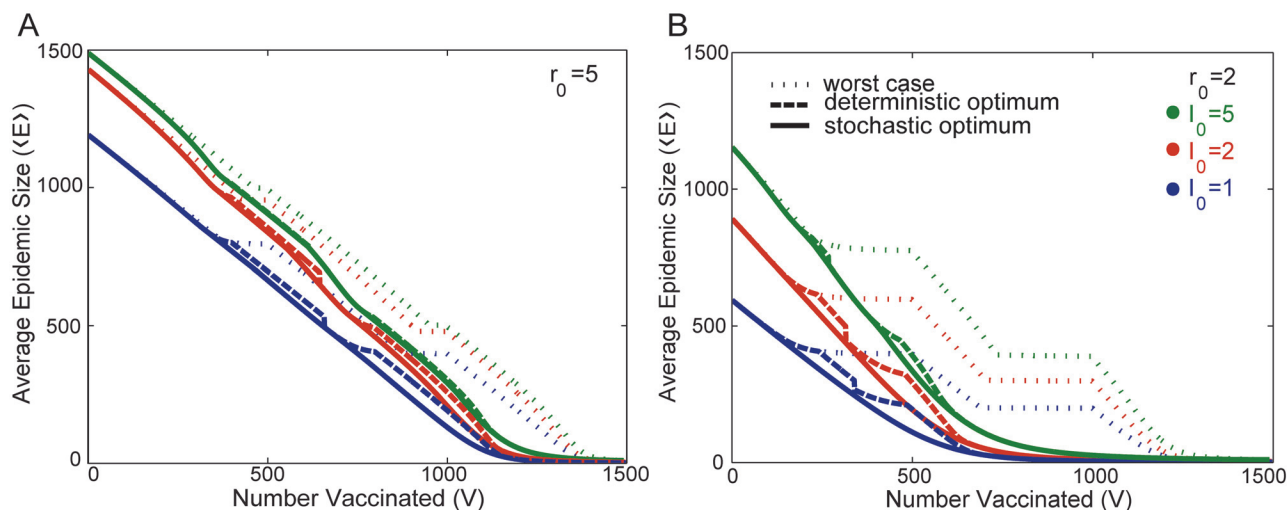 A
1500
1000
500
0
0
500
1000
1500
Average Epidemic Size (⟨E⟩)
Number Vaccinated (V)
r₀=5
B
1500
1000
500
0
0
500
1000
1500
Average Epidemic Size (⟨E⟩)
Number Vaccinated (V)
worst case
deterministic optimum
stochastic optimum
r₀=2
I₀=5
I₀=2
I₀=1